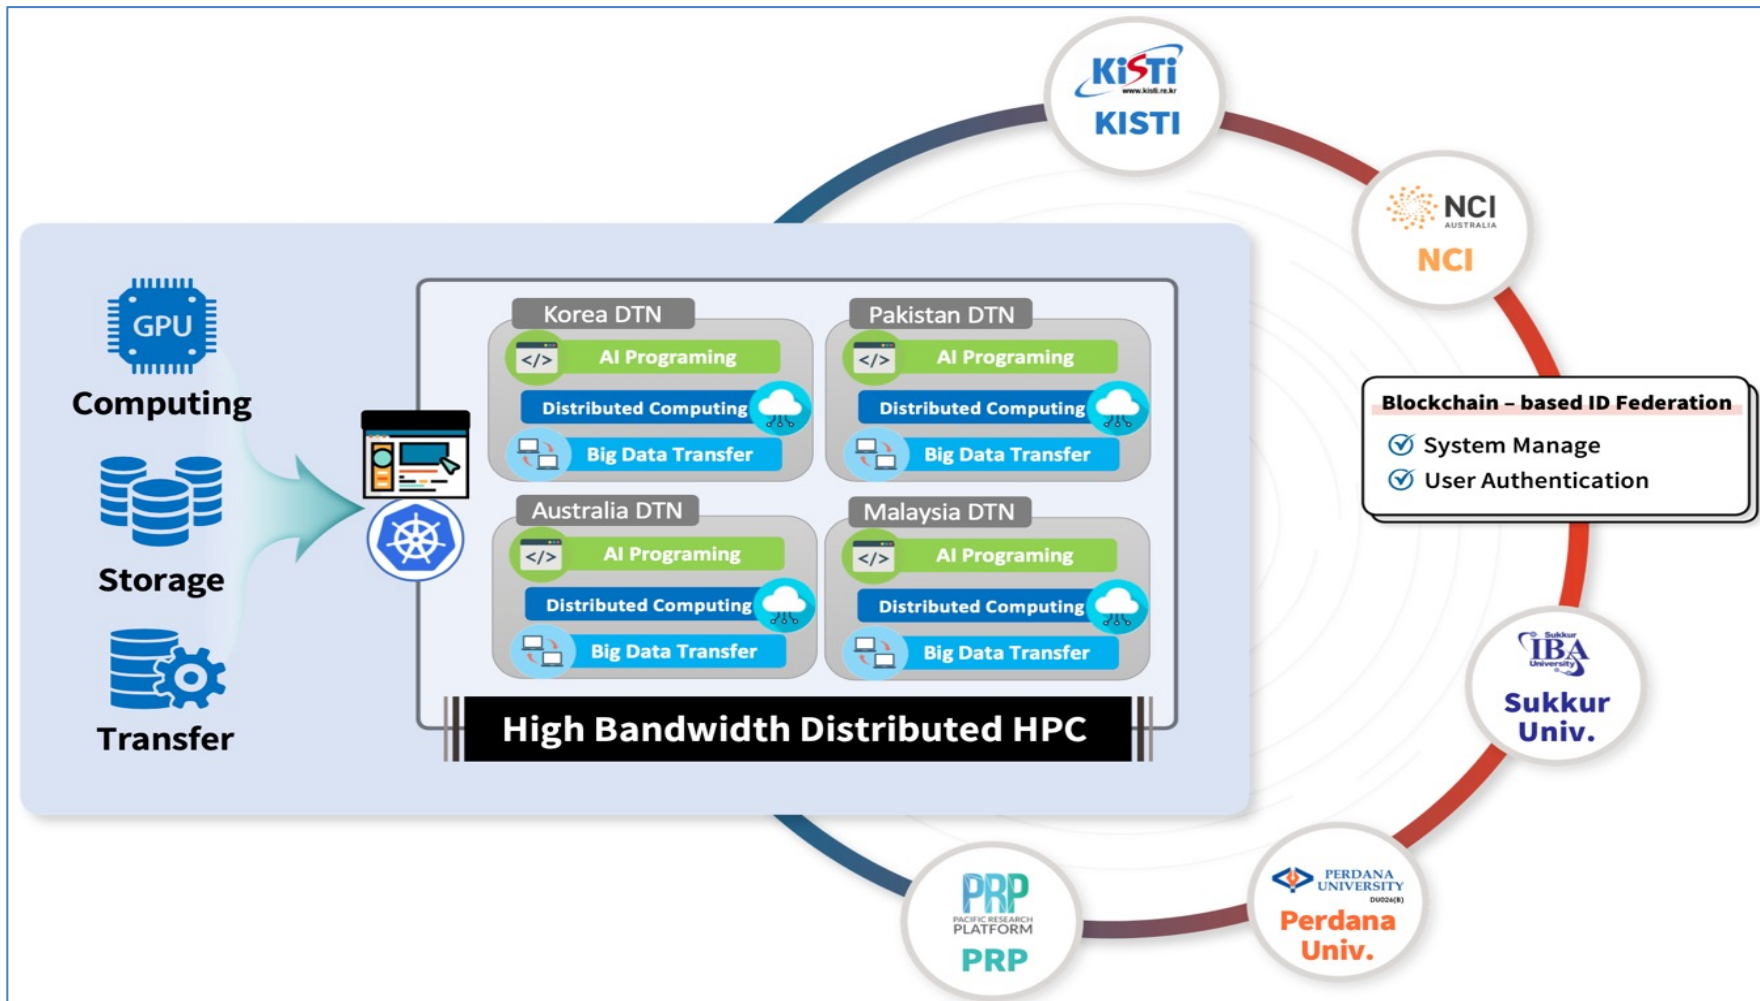 KiSTi
www.kisti.re.kr
KISTI
NCI
AUSTRALIA
NCI
GPU
Computing
Storage
Transfer
Korea DTN
</>
AI Programing
Distributed Computing
Big Data Transfer
Pakistan DTN
</>
AI Programing
Distributed Computing
Big Data Transfer
Australia DTN
</>
AI Programing
Distributed Computing
Big Data Transfer
Malaysia DTN
</>
AI Programing
Distributed Computing
Big Data Transfer
High Bandwidth Distributed HPC
Blockchain – based ID Federation
System Manage
User Authentication
Sukkur
IBA
University
Sukkur
Univ.
PERDANA
UNIVERSITY
DU026(B)
Perdana
Univ.
PRP
PACIFIC RESEARCH
PLATFORM
PRP